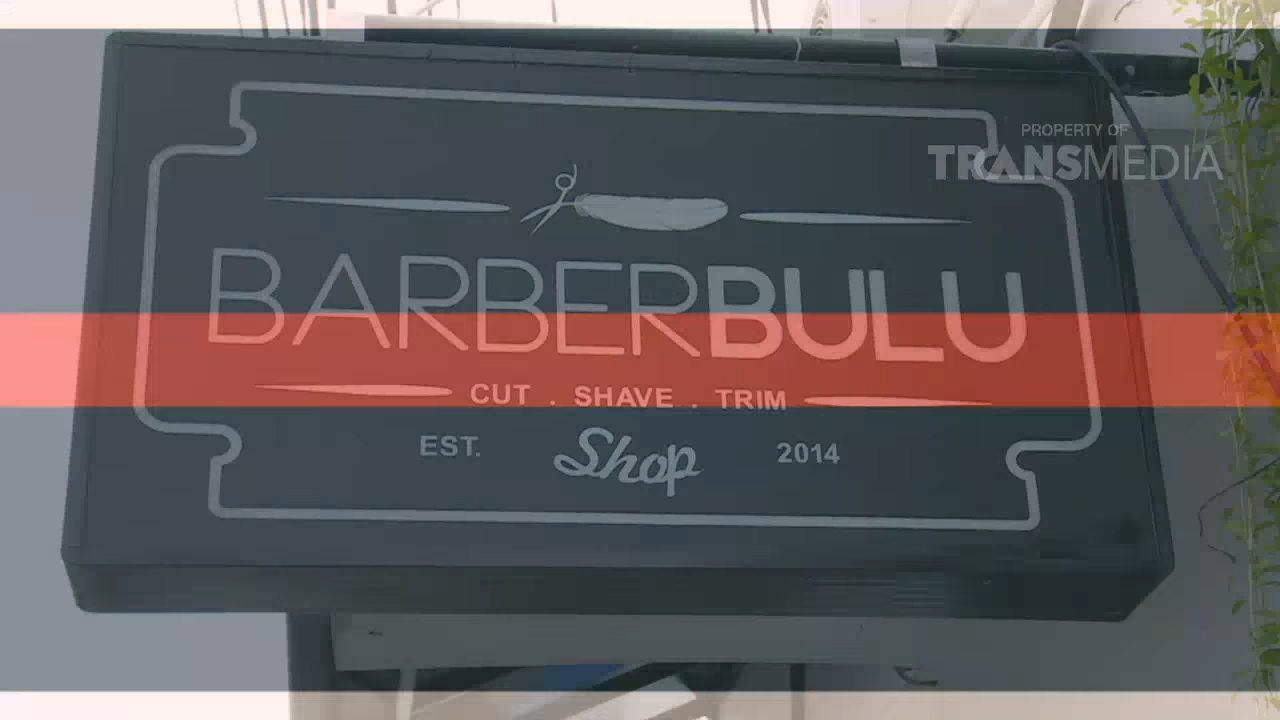 PROPERTY OF
TRANSMEDIA
BARBERBULU
CUT . SHAVE . TRIM
EST. Shop 2014